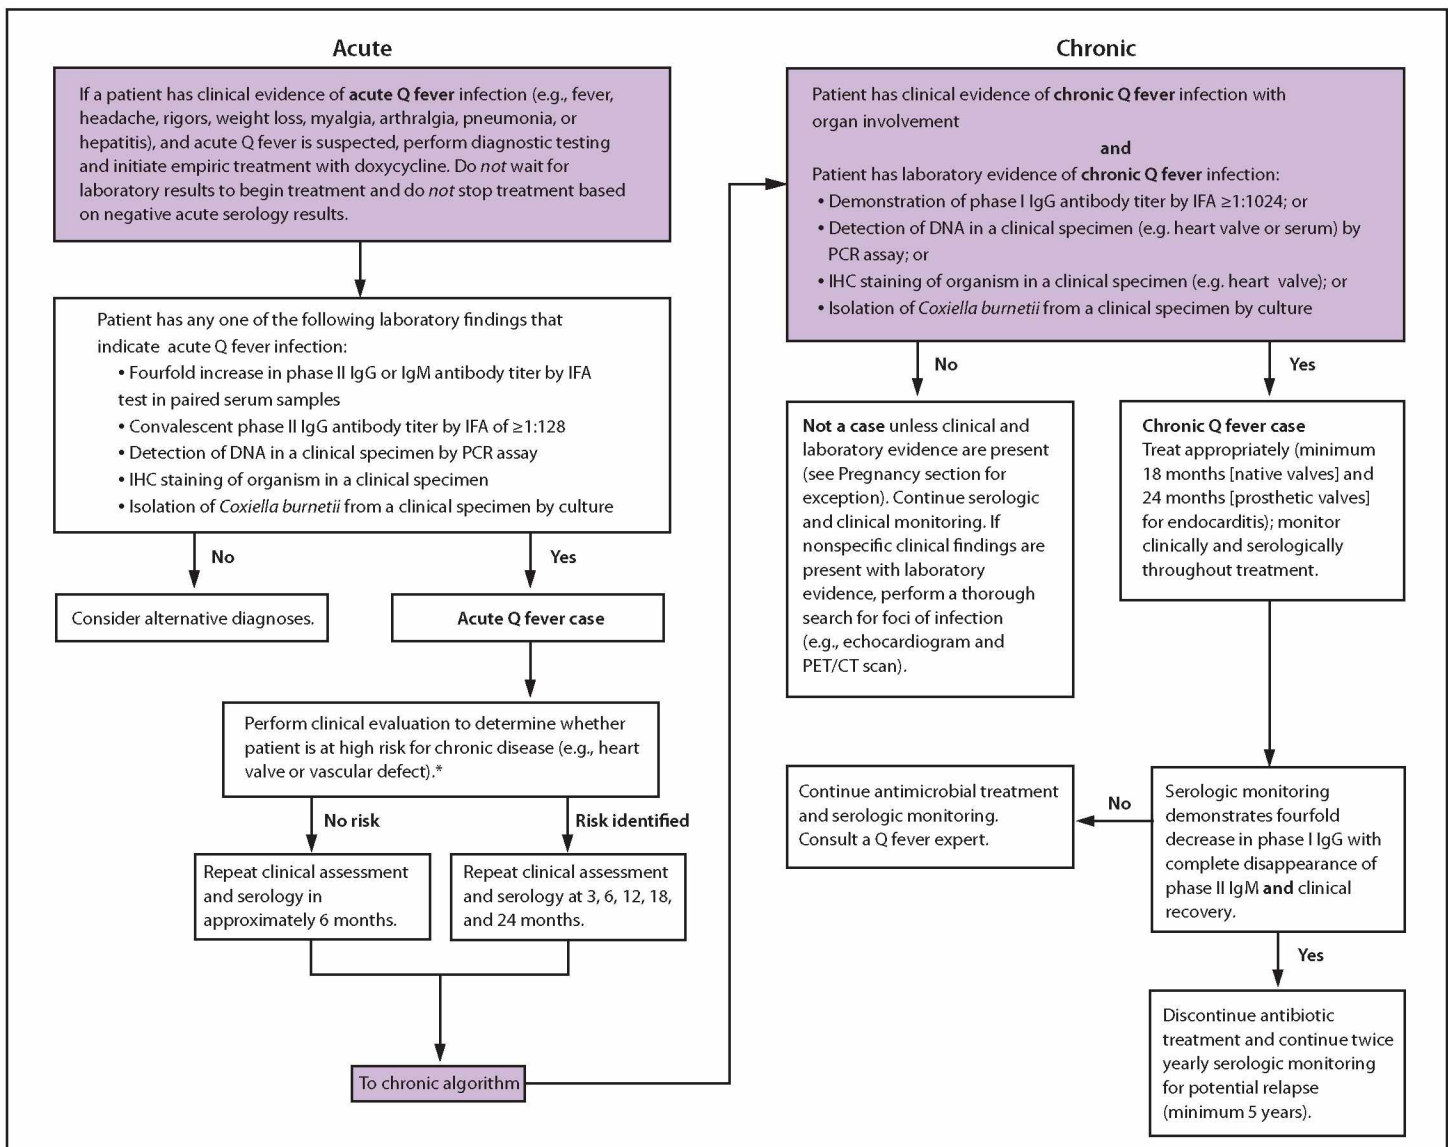 Acute
If a patient has clinical evidence of acute Q fever infection (e.g., fever,
headache, rigors, weight loss, myalgia, arthralgia, pneumonia, or
hepatitis), and acute Q fever is suspected, perform diagnostic testing
and initiate empiric treatment with doxycycline. Do not wait for
laboratory results to begin treatment and do not stop treatment based
on negative acute serology results.
Patient has any one of the following laboratory findings that
indicate acute Q fever infection:
• Fourfold increase in phase II IgG or IgM antibody titer by IFA
test in paired serum samples
• Convalescent phase II IgG antibody titer by IFA of ≥1:128
• Detection of DNA in a clinical specimen by PCR assay
• IHC staining of organism in a clinical specimen
• Isolation of Coxiella burnetii from a clinical specimen by culture
No
Yes
Consider alternative diagnoses.
Acute Q fever case
Perform clinical evaluation to determine whether
patient is at high risk for chronic disease (e.g., heart
valve or vascular defect).*
No risk
Risk identified
Repeat clinical assessment
and serology in
approximately 6 months.
Repeat clinical assessment
and serology at 3, 6, 12, 18,
and 24 months.
To chronic algorithm
Chronic
Patient has clinical evidence of chronic Q fever infection with
organ involvement
and
Patient has laboratory evidence of chronic Q fever infection:
• Demonstration of phase I IgG antibody titer by IFA ≥1:1024; or
• Detection of DNA in a clinical specimen (e.g. heart valve or serum) by
PCR assay; or
• IHC staining of organism in a clinical specimen (e.g. heart valve); or
• Isolation of Coxiella burnetii from a clinical specimen by culture
No
Yes
Not a case unless clinical and
laboratory evidence are present
(see Pregnancy section for
exception). Continue serologic
and clinical monitoring. If
nonspecific clinical findings are
present with laboratory
evidence, perform a thorough
search for foci of infection
(e.g., echocardiogram and
PET/CT scan).
Chronic Q fever case
Treat appropriately (minimum
18 months [native valves] and
24 months [prosthetic valves]
for endocarditis); monitor
clinically and serologically
throughout treatment.
Serologic monitoring
demonstrates fourfold
decrease in phase I IgG with
complete disappearance of
phase II IgM and clinical
recovery.
No
Continue antimicrobial treatment
and serologic monitoring.
Consult a Q fever expert.
Yes
Discontinue antibiotic
treatment and continue twice
yearly serologic monitoring
for potential relapse
(minimum 5 years).